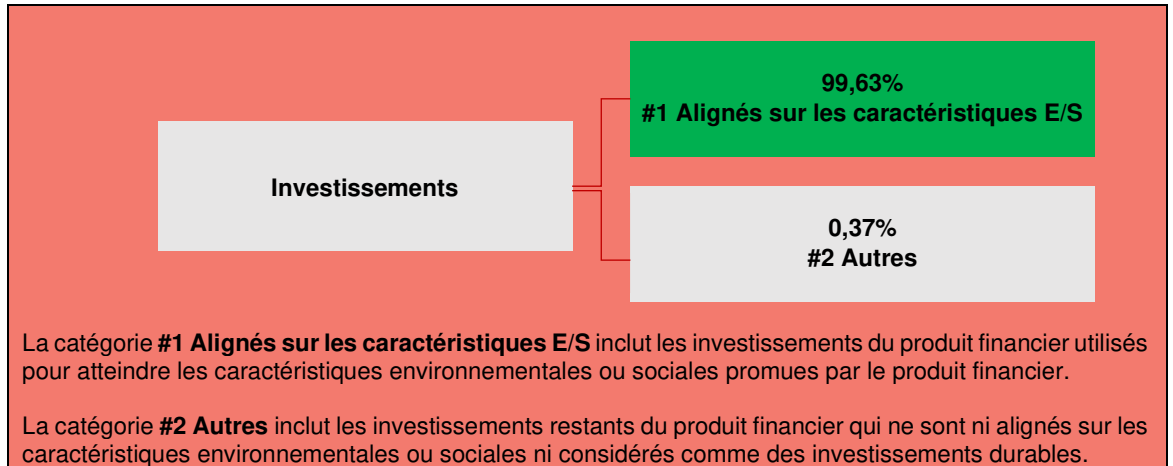 99,63%
#1 Alignés sur les caractéristiques E/S
Investissements
0,37%
#2 Autres
La catégorie #1 Alignés sur les caractéristiques E/S inclut les investissements du produit financier utilisés
pour atteindre les caractéristiques environnementales ou sociales promues par le produit financier.
La catégorie #2 Autres inclut les investissements restants du produit financier qui ne sont ni alignés sur les
caractéristiques environnementales ou sociales ni considérés comme des investissements durables.